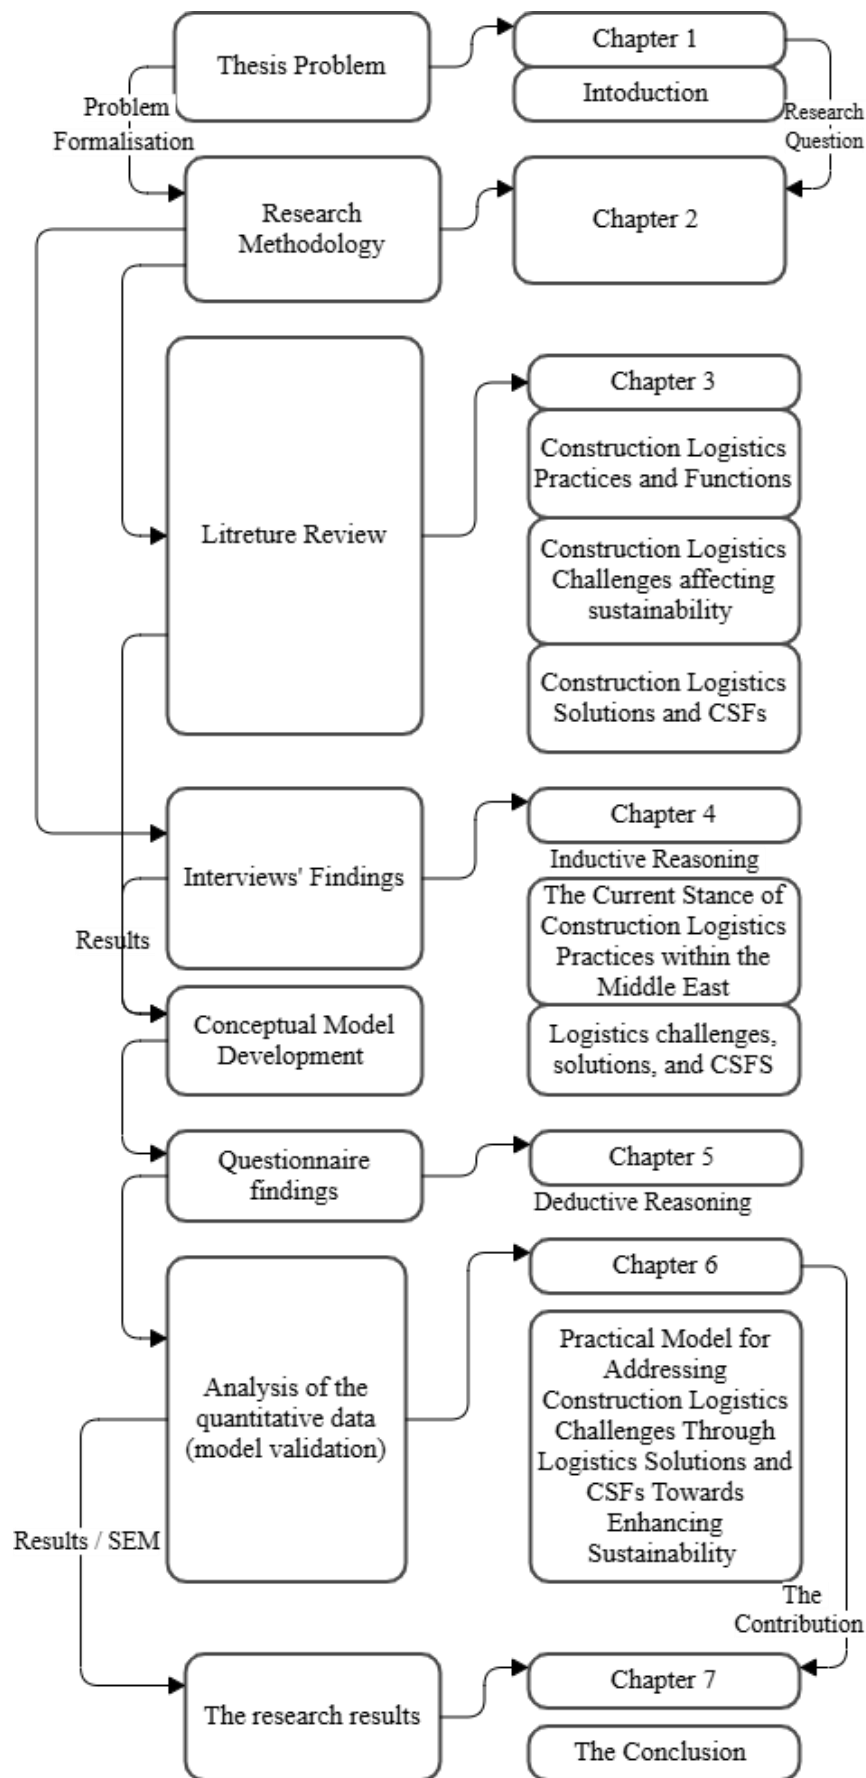 Thesis Problem
Chapter 1
Intoduction
Problem
Formalisation
Research
Question
Research
Methodology
Chapter 2
Litreture Review
Chapter 3
Construction Logistics
Practices and Functions
Construction Logistics
Challenges affecting
sustainability
Construction Logistics
Solutions and CSFs
Interviews' Findings
Chapter 4
Inductive Reasoning
The Current Stance of
Construction Logistics
Practices within the
Middle East
Results
Conceptual Model
Development
Logistics challenges,
solutions, and CSFS
Questionnaire
findings
Chapter 5
Deductive Reasoning
Analysis of the
quantitative data
(model validation)
Chapter 6
Practical Model for
Addressing
Construction Logistics
Challenges Through
Logistics Solutions and
CSFs Towards
Enhancing
Sustainability
Results / SEM
The
Contribution
The research results
Chapter 7
The Conclusion